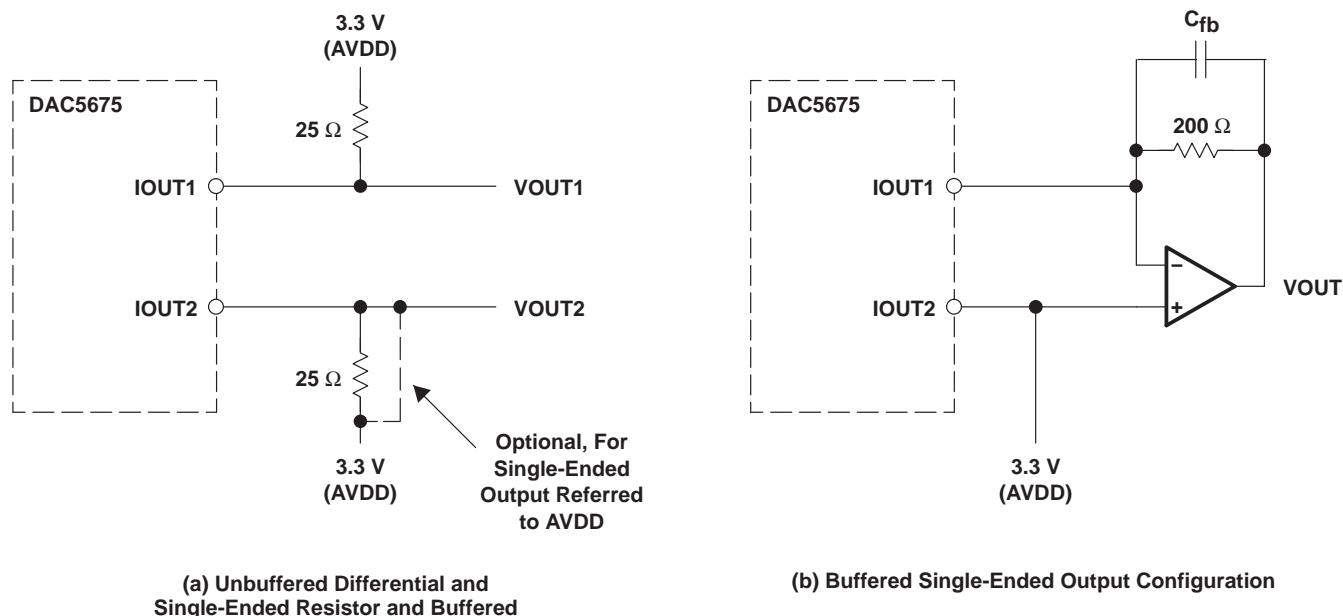 3.3 V
(AVDD)
DAC5675
25 Ω
IOUT1
VOUT1
IOUT2
VOUT2
25 Ω
3.3 V
(AVDD)
Optional, For
Single-Ended
Output Referred
to AVDD
(a) Unbuffered Differential and
Single-Ended Resistor and Buffered
Cfb
DAC5675
200 Ω
IOUT1
−
+
IOUT2
VOUT
3.3 V
(AVDD)
(b) Buffered Single-Ended Output Configuration